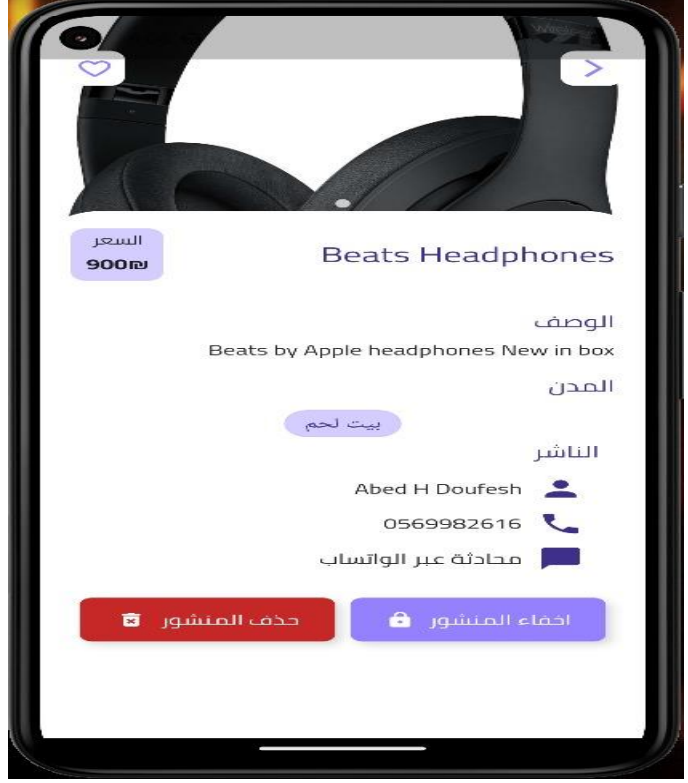 Beats Headphones
السعر
900₪
الوصف
Beats by Apple headphones New in box
المدن
بيت لحم
الناشر
Abed H Doufesh
0569982616
محادثة عبر الواتساب
اخفاء المنشور
حذف المنشور